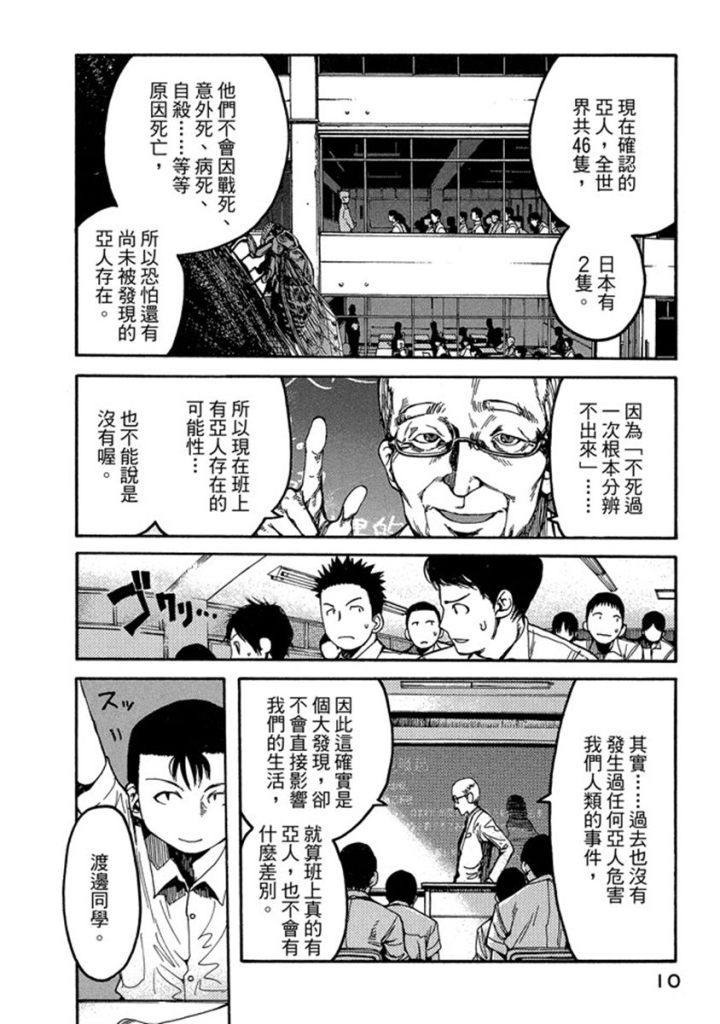 現在確認的
亞人，全世
界共46隻，
日本有
2隻。
他們不會因戰死、
意外死、病死、
自殺……等等
原因死亡，
所以恐怕還有
尚未被發現的
亞人存在。
因為「不死過
一次根本分辨
不出來」……
所以現在班上
有亞人存在的
可能性…
也不能說是
沒有喔。
ゴクリ…
其實……過去也沒有
發生過任何亞人危害
我們人類的事件，
因此這確實是
個大發現，卻
不會直接影響
我們的生活，
就算班上真的有
亞人，也不會有
什麼差別。
スッ
渡邊同學。
10